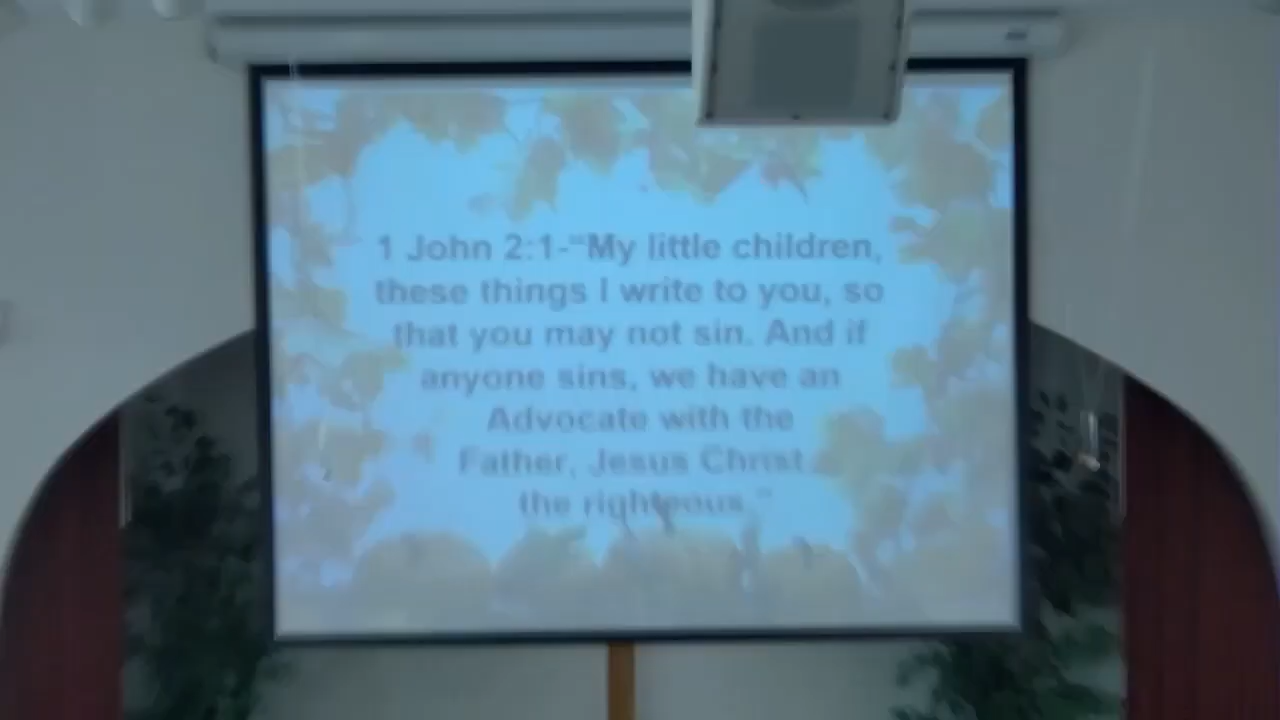 1 John 2:1-“My little children,
these things I write to you, so
that you may not sin. And if
anyone sins, we have an
Advocate with the
Father, Jesus Christ
the righteous.”